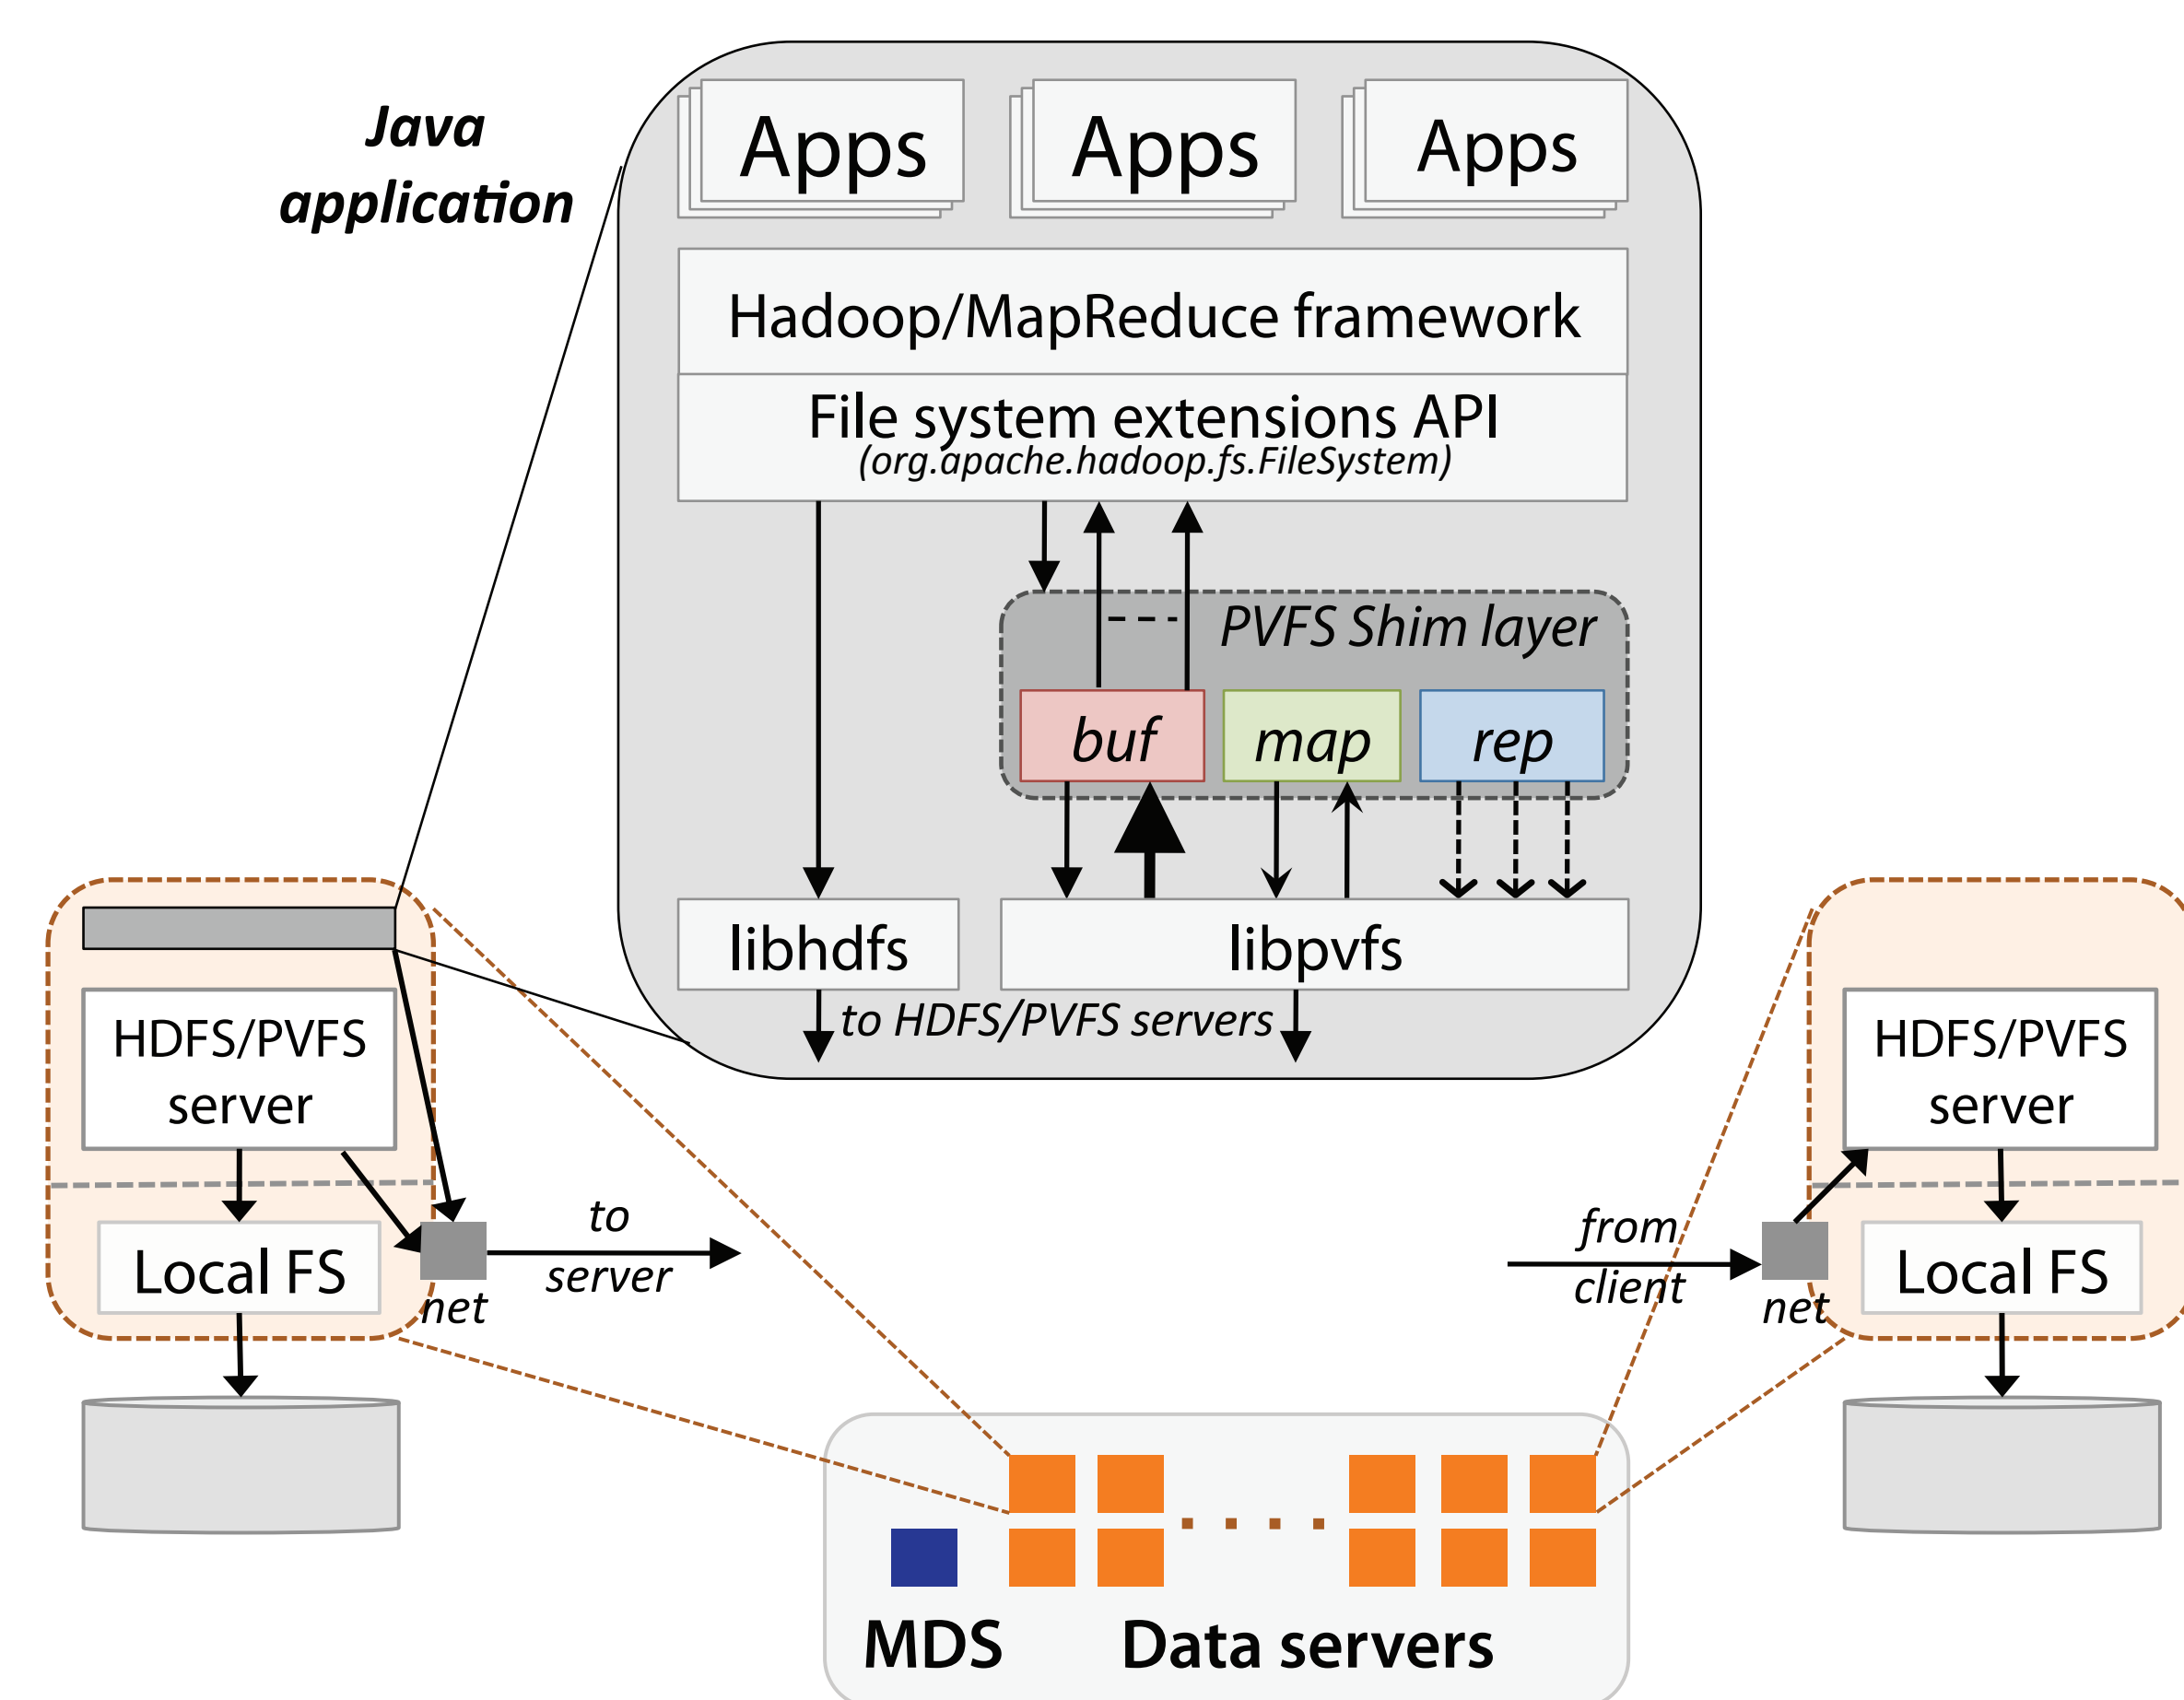 Java
application
Apps
Apps
Apps
Hadoop/MapReduce framework
File system extensions API
(org.apache.hadoop.fs.FileSystem)
PVFS Shim layer
buf
map
rep
libhdfs
libpvfs
to HDFS/PVFS servers
HDFS/PVFS
server
Local FS
net
to
server
from
client
net
HDFS/PVFS
server
Local FS
MDS
Data servers